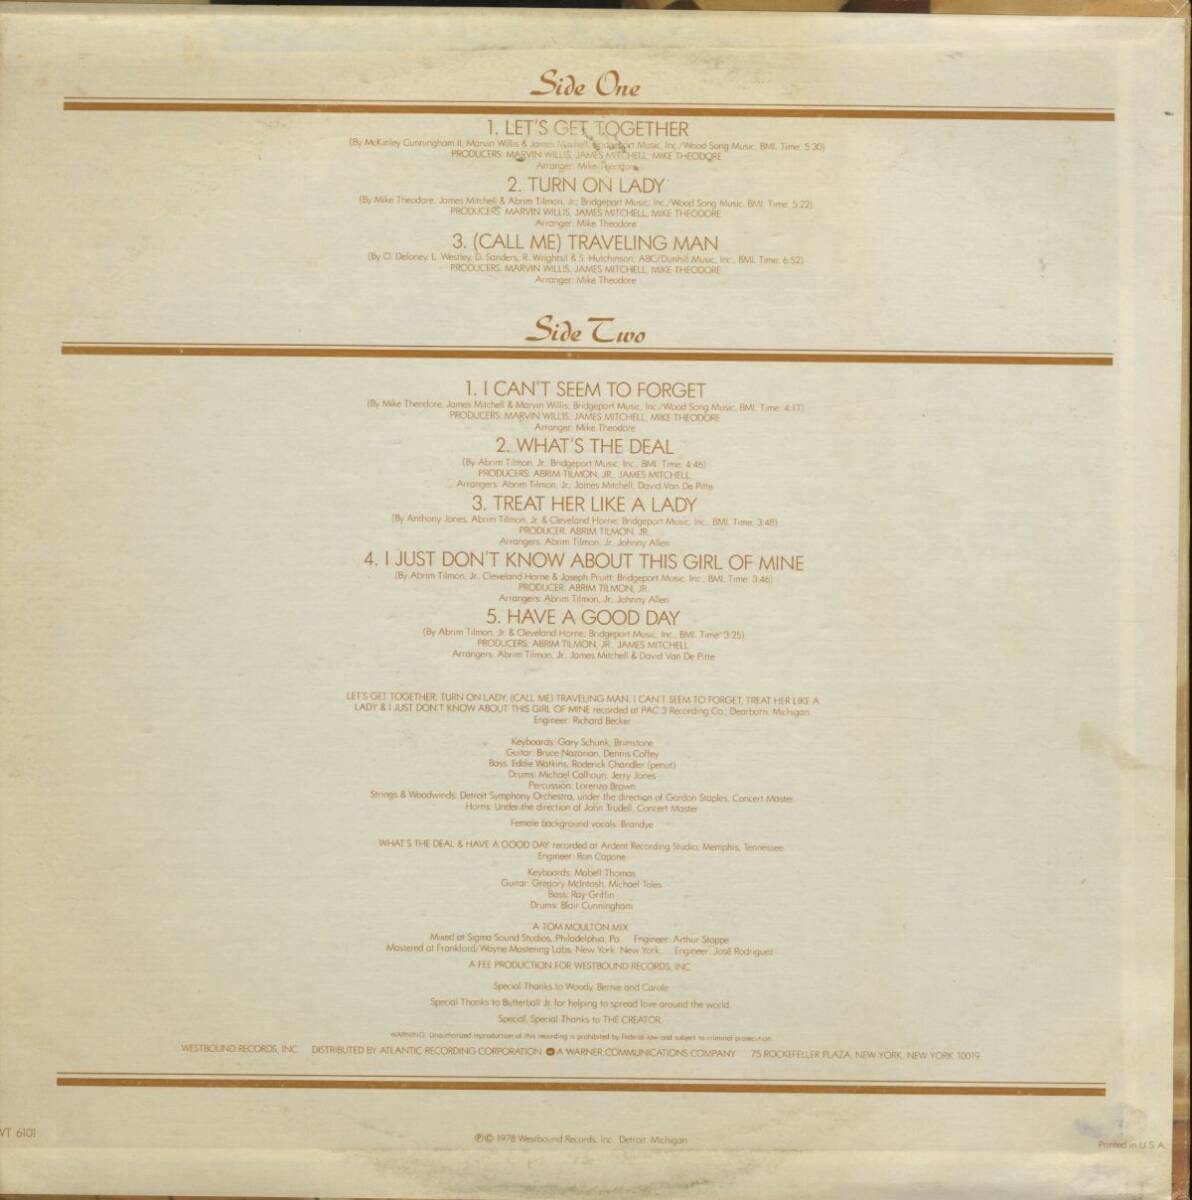 Side One
1. LET'S GET TOGETHER
(By McKinley Cunningham II, Marvin Willis & James Mitchell; Bridgeport Music, Inc./Wood Song Music, BMI, Time: 5:30)
PRODUCERS: MARVIN WILLIS, JAMES MITCHELL, MIKE THEODORE
Arranger: Mike Theodore
2. TURN ON LADY
(By Mike Theodore, James Mitchell & Abrim Tilmon, Jr.; Bridgeport Music, Inc./Wood Song Music, BMI, Time: 5:22)
PRODUCERS: MARVIN WILLIS, JAMES MITCHELL, MIKE THEODORE
Arranger: Mike Theodore
3. (CALL ME) TRAVELING MAN
(By O. Deloney, L. Westley, D. Sanders, R. Wrightsil & S. Hutchinson; ABC/Dunhill Music, Inc., BMI, Time: 6:52)
PRODUCERS: MARVIN WILLIS, JAMES MITCHELL, MIKE THEODORE
Arranger: Mike Theodore
Side Two
1. I CAN'T SEEM TO FORGET
(By Mike Theodore, James Mitchell & Marvin Willis; Bridgeport Music, Inc./Wood Song Music, BMI, Time: 4:17)
PRODUCERS: MARVIN WILLIS, JAMES MITCHELL, MIKE THEODORE
Arranger: Mike Theodore
2. WHAT'S THE DEAL
(By Abrim Tilmon, Jr.; Bridgeport Music, Inc., BMI, Time: 4:46)
PRODUCERS: ABRIM TILMON, JR., JAMES MITCHELL
Arrangers: Abrim Tilmon, Jr., James Mitchell, David Van De Pitte
3. TREAT HER LIKE A LADY
(By Anthony Jones, Abrim Tilmon, Jr. & Cleveland Horne; Bridgeport Music, Inc., BMI, Time: 3:48)
PRODUCER: ABRIM TILMON, JR.
Arrangers: Abrim Tilmon, Jr., Johnny Allen
4. I JUST DON'T KNOW ABOUT THIS GIRL OF MINE
(By Abrim Tilmon, Jr., Cleveland Horne & Joseph Pruitt; Bridgeport Music, Inc., BMI, Time: 3:46)
PRODUCER: ABRIM TILMON, JR.
Arrangers: Abrim Tilmon, Jr., Johnny Allen
5. HAVE A GOOD DAY
(By Abrim Tilmon, Jr. & Cleveland Horne; Bridgeport Music, Inc., BMI, Time: 3:25)
PRODUCERS: ABRIM TILMON, JR., JAMES MITCHELL
Arrangers: Abrim Tilmon, Jr., James Mitchell & David Van De Pitte
LET'S GET TOGETHER, TURN ON LADY, (CALL ME) TRAVELING MAN, I CAN'T SEEM TO FORGET, TREAT HER LIKE A
LADY & I JUST DON'T KNOW ABOUT THIS GIRL OF MINE recorded at PAC 3 Recording Co., Dearborn, Michigan
Engineer: Richard Becker
Keyboards: Gary Schunk, Brimstone
Guitar: Bruce Nazarian, Dennis Coffey
Bass: Eddie Watkins, Roderick Chandler (penut)
Drums: Michael Calhoun, Jerry Jones
Percussion: Lorenzo Brown
Strings & Woodwinds: Detroit Symphony Orchestra, under the direction of Gordon Staples, Concert Master
Horns: Under the direction of John Trudell, Concert Master
Female background vocals: Brandye
WHAT'S THE DEAL & HAVE A GOOD DAY recorded at Ardent Recording Studio, Memphis, Tennessee
Engineer: Ron Capone
Keyboards: Mabell Thomas
Guitar: Gregory McIntosh, Michael Toles
Bass: Ray Griffin
Drums: Blair Cunningham
A TOM MOULTON MIX
Mixed at Sigma Sound Studios, Philadelphia, Pa. Engineer: Arthur Stoppe
Mastered at Frankford/Wayne Mastering Labs, New York, New York Engineer: José Rodriguez
A FEE PRODUCTION FOR WESTBOUND RECORDS, INC.
Special Thanks to Woody, Bernie and Carole
Special Thanks to Butterball Jr. for helping to spread love around the world.
Special, Special Thanks to THE CREATOR.
WARNING: Unauthorized reproduction of this recording is prohibited by Federal law and subject to criminal prosecution.
WESTBOUND RECORDS, INC. DISTRIBUTED BY ATLANTIC RECORDING CORPORATION A WARNER COMMUNICATIONS COMPANY 75 ROCKEFELLER PLAZA, NEW YORK, NEW YORK 10019
WT 6101
℗© 1978 Westbound Records, Inc., Detroit, Michigan
Printed in U.S.A.